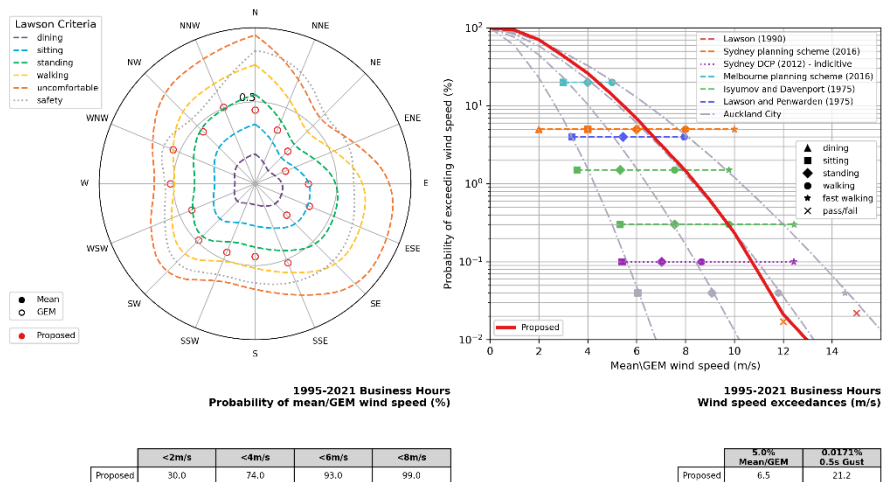 Lawson Criteria
dining
sitting
standing
walking
uncomfortable
safety
N
NNE
NE
ENE
E
ESE
SE
SSE
S
SSW
SW
WSW
W
WNW
NW
NNW
0.5
Mean
GEM
Proposed
1995-2021 Business Hours
Probability of mean/GEM wind speed (%)
<2m/s <4m/s <6m/s <8m/s
Proposed 30.0 74.0 93.0 99.0
Probability of exceeding wind speed (%)
10²
10¹
10⁰
10⁻¹
10⁻²
0 2 4 6 8 10 12 14
Mean\GEM wind speed (m/s)
Lawson (1990)
Sydney planning scheme (2016)
Sydney DCP (2012) - Indicitive
Melbourne planning scheme (2016)
Isyumov and Davenport (1975)
Lawson and Penwarden (1975)
Auckland City
dining
sitting
standing
walking
fast walking
pass/fail
Proposed
1995-2021 Business Hours
Wind speed exceedances (m/s)
5.0% Mean/GEM 0.0171% 0.5s Gust
Proposed 6.5 21.2